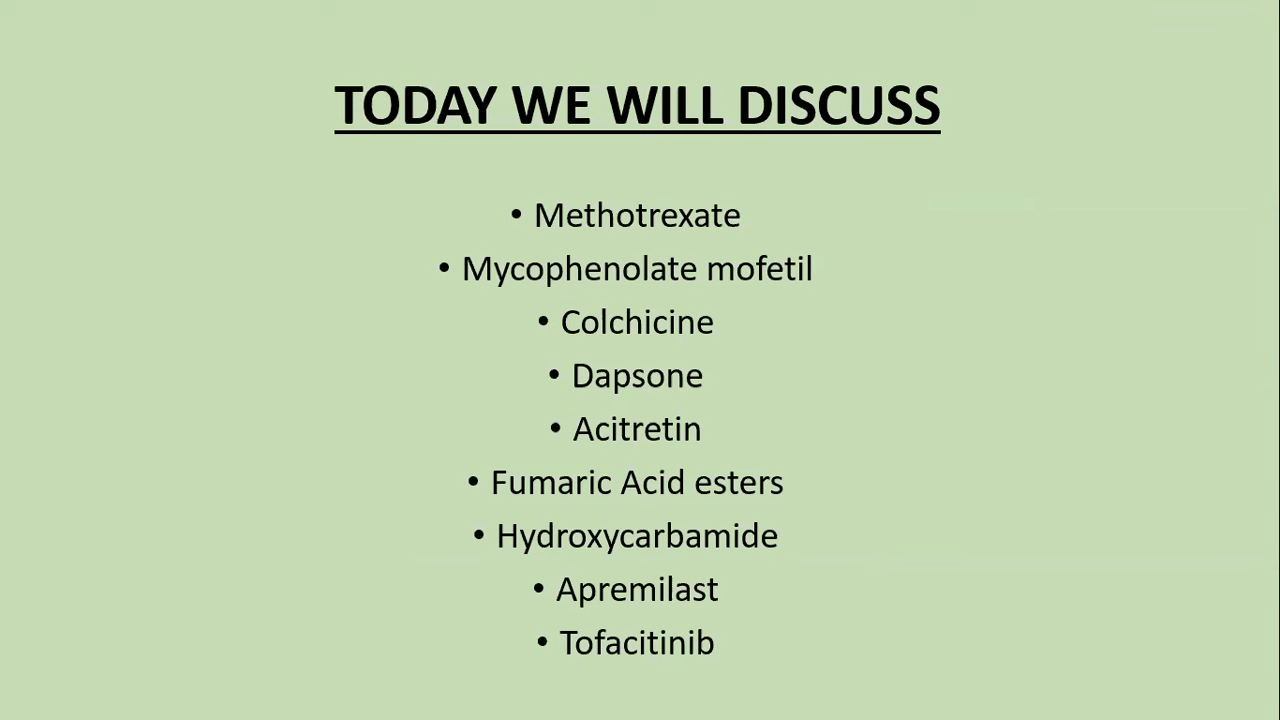 TODAY WE WILL DISCUSS
• Methotrexate
• Mycophenolate mofetil
• Colchicine
• Dapsone
• Acitretin
• Fumaric Acid esters
• Hydroxycarbamide
• Apremilast
• Tofacitinib